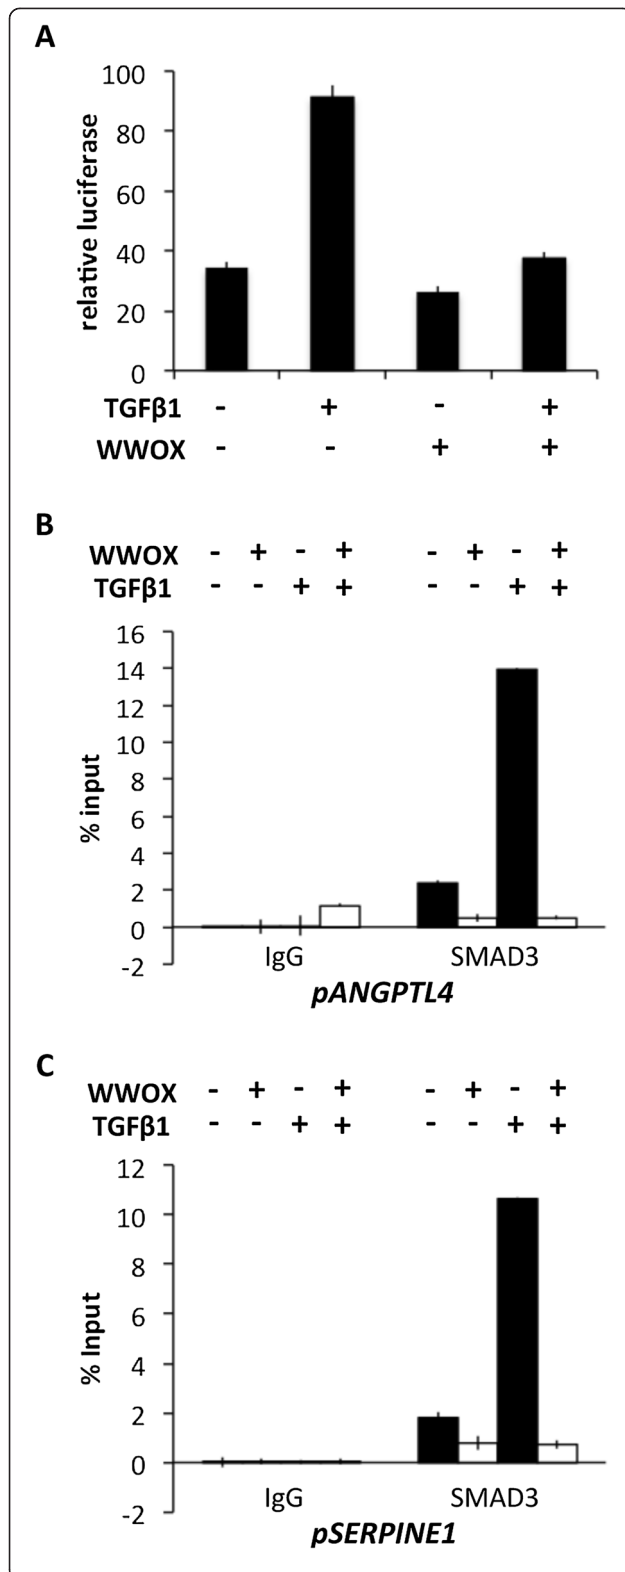 A
100
80
60
40
20
0
relative luciferase
TGFβ1 - + - +
WWOX - - + +
B
WWOX - + - + - + - +
TGFβ1 - - + + - - + +
16
14
12
10
8
6
4
2
0
-2
% input
IgG SMAD3
pANGPTL4
C
WWOX - + - + - + - +
TGFβ1 - - + + - - + +
12
10
8
6
4
2
0
-2
% Input
IgG SMAD3
pSERPINE1